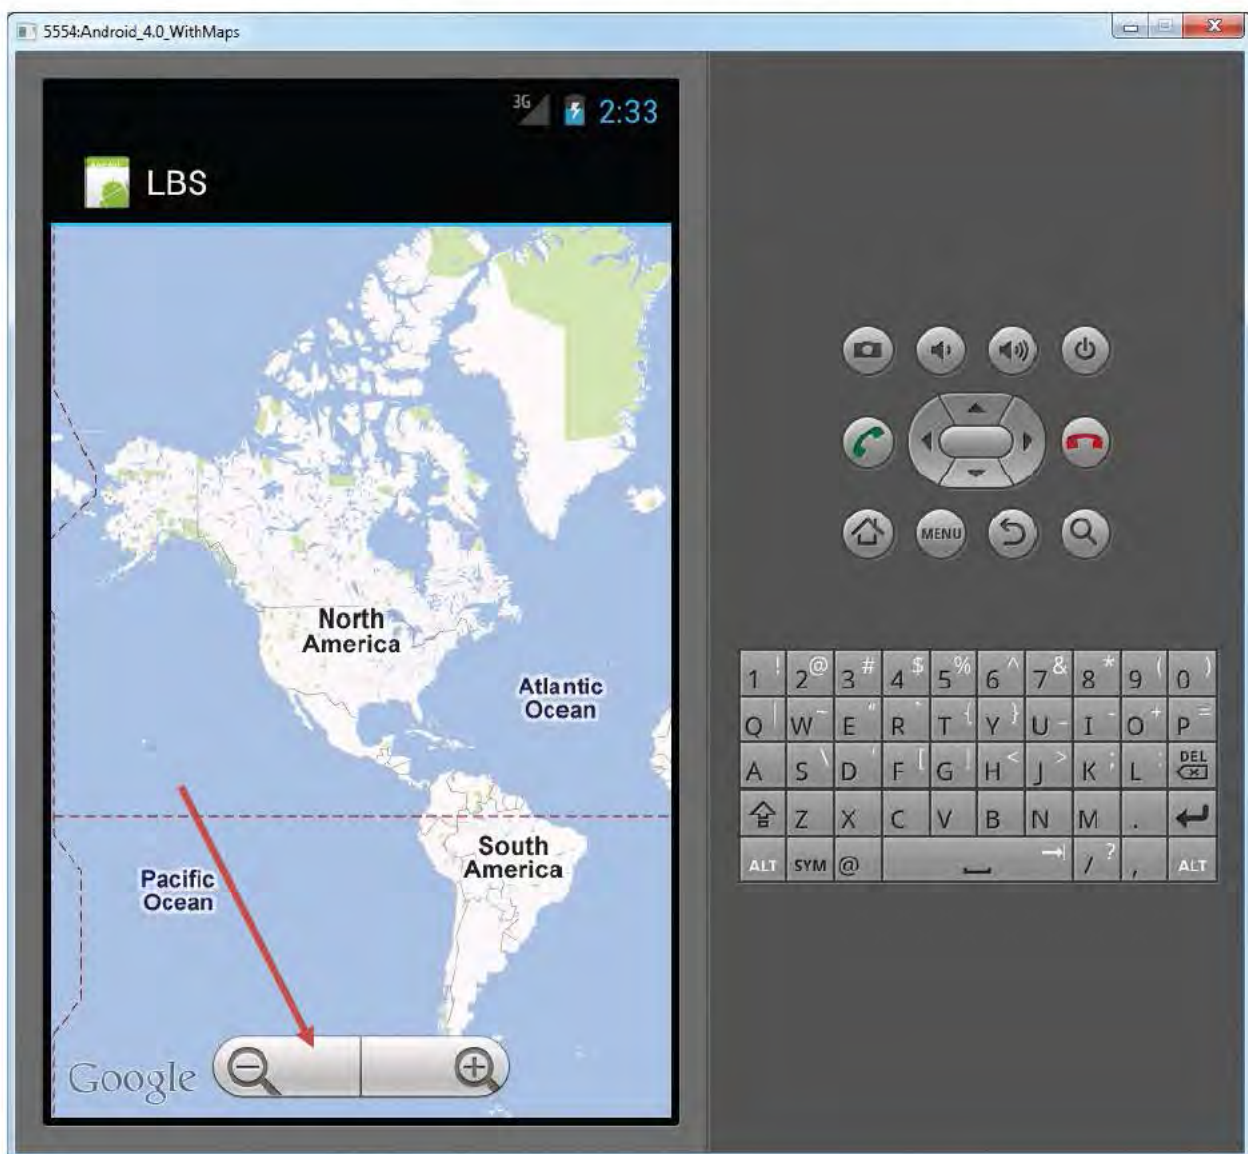 5554:Android_4.0_WithMaps
3G 2:33
LBS
North
America
Atlantic
Ocean
South
America
Pacific
Ocean
Google
MENU
1 ! 2 @ 3 # 4 $ 5 % 6 ^ 7 & 8 * 9 ( 0 )
Q | W ~ E " R ` T { Y } U _ I - O + P =
A S \ D ' F [ G ] H < J > K ; L : DEL
Z X C V B N M .
ALT SYM @ / ? , ALT